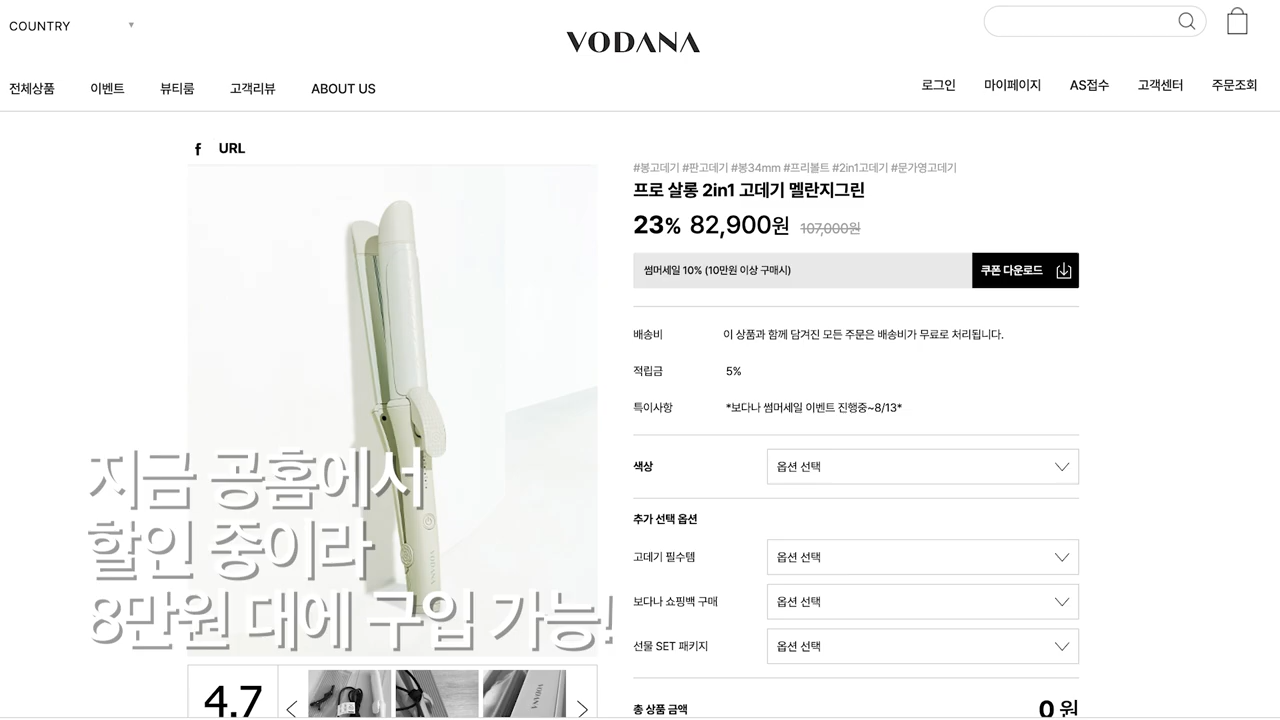 COUNTRY ▼
VODANA
전체상품 이벤트 뷰티룸 고객리뷰 ABOUT US
로그인 마이페이지 AS접수 고객센터 주문조회
f URL
#봉고데기 #판고데기 #봉34mm #프리볼트 #2in1고데기 #문가영고데기
프로 살롱 2in1 고데기 멜란지그린
23% 82,900원 107,000원
썸머세일 10% (10만원 이상 구매시) 쿠폰 다운로드
배송비 이 상품과 함께 담겨진 모든 주문은 배송비가 무료로 처리됩니다.
적립금 5%
특이사항 *보다나 썸머세일 이벤트 진행중~8/13*
색상 옵션 선택
추가 선택 옵션
고데기 필수템 옵션 선택
보다나 쇼핑백 구매 옵션 선택
선물 SET 패키지 옵션 선택
총 상품 금액 0 원
VODANA
지금 공홈에서
할인 중이라
8만원 대에 구입 가능!
4.7
VODANA